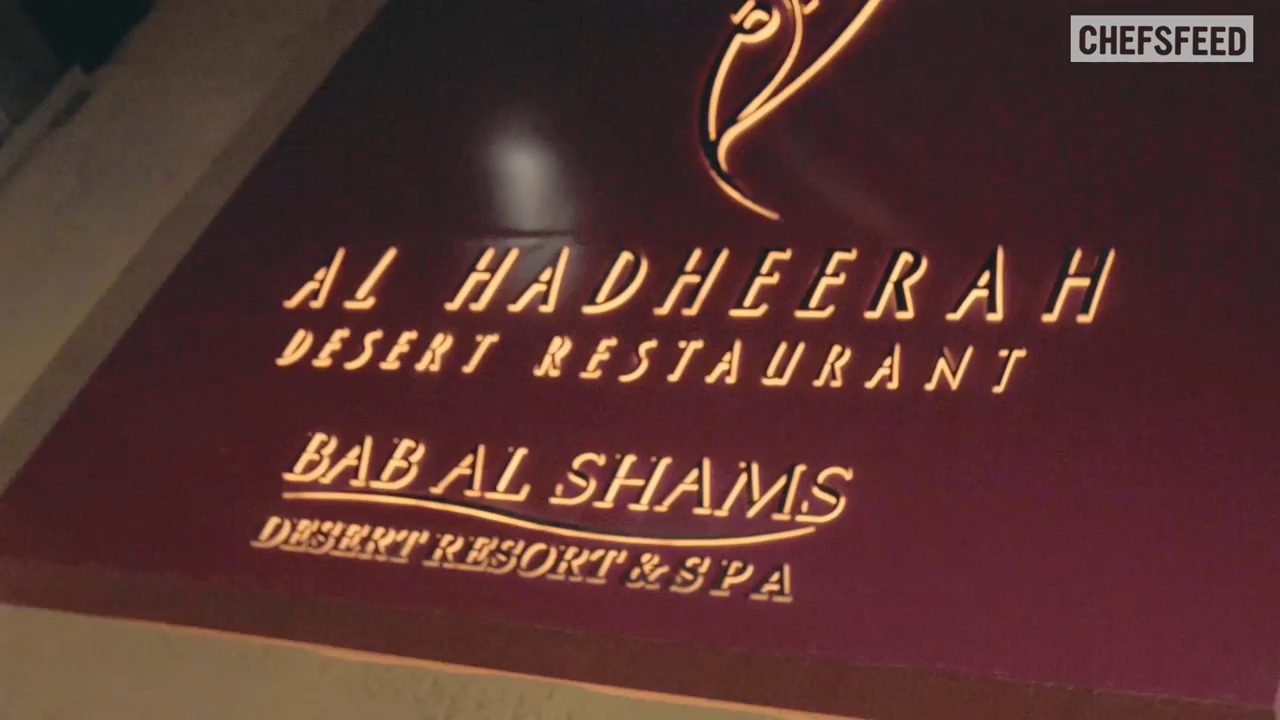 CHEFSFEED
AL HADHEERAH
DESERT RESTAURANT
BAB AL SHAMS
DESERT RESORT & SPA